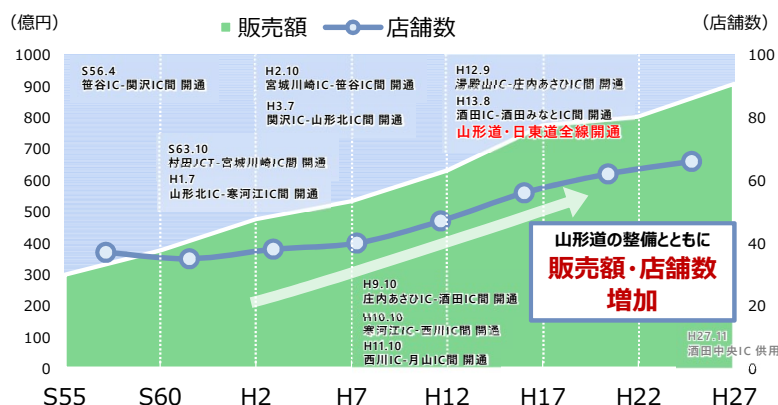 (億円)
(店舗数)
販売額
店舗数
1000
900
800
700
600
500
400
300
200
100
0
100
80
60
40
20
0
S56.4
笹谷IC-関沢IC間 開通
H2.10
宮城川崎IC-笹谷IC間 開通
H3.7
関沢IC-山形北IC間 開通
H12.9
湯殿山IC-庄内あさひIC間 開通
H13.8
酒田IC-酒田みなとIC間 開通
山形道・日東道全線開通
S63.10
村田JCT-宮城川崎IC間 開通
H1.7
山形北IC-寒河江IC間 開通
山形道の整備とともに
販売額・店舗数
増加
H9.10
庄内あさひIC-酒田IC間 開通
H10.10
寒河江IC-西川IC間 開通
H11.10
西川IC-月山IC間 開通
H27.11
酒田中央IC 供用
S55
S60
H2
H7
H12
H17
H22
H27